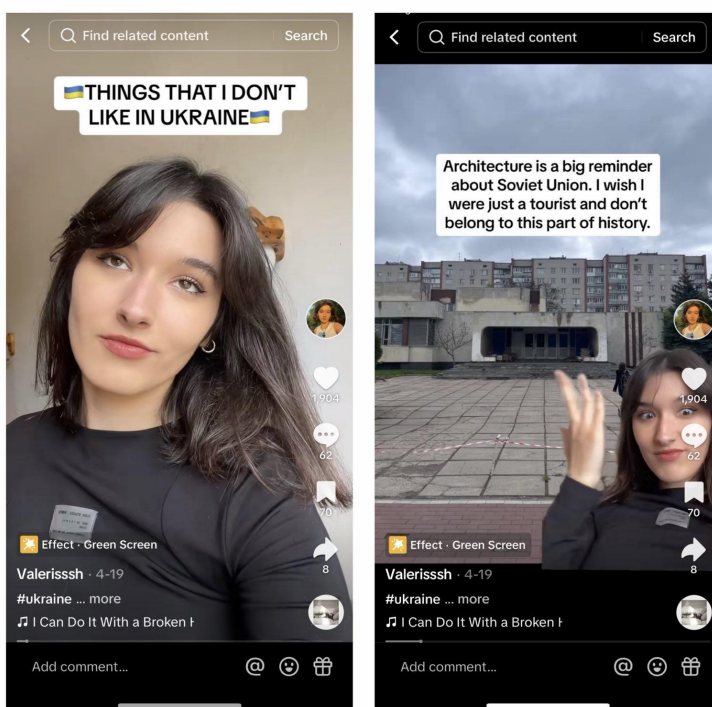 Find related content
Search
🇺🇦THINGS THAT I DON'T
LIKE IN UKRAINE🇺🇦
1,904
62
70
Effect · Green Screen
8
Valerisssh · 4-19
#ukraine ... more
I Can Do It With a Broken H
Add comment...
Find related content
Search
Architecture is a big reminder
about Soviet Union. I wish I
were just a tourist and don't
belong to this part of history.
1,904
62
70
Effect · Green Screen
8
Valerisssh · 4-19
#ukraine ... more
I Can Do It With a Broken H
Add comment...